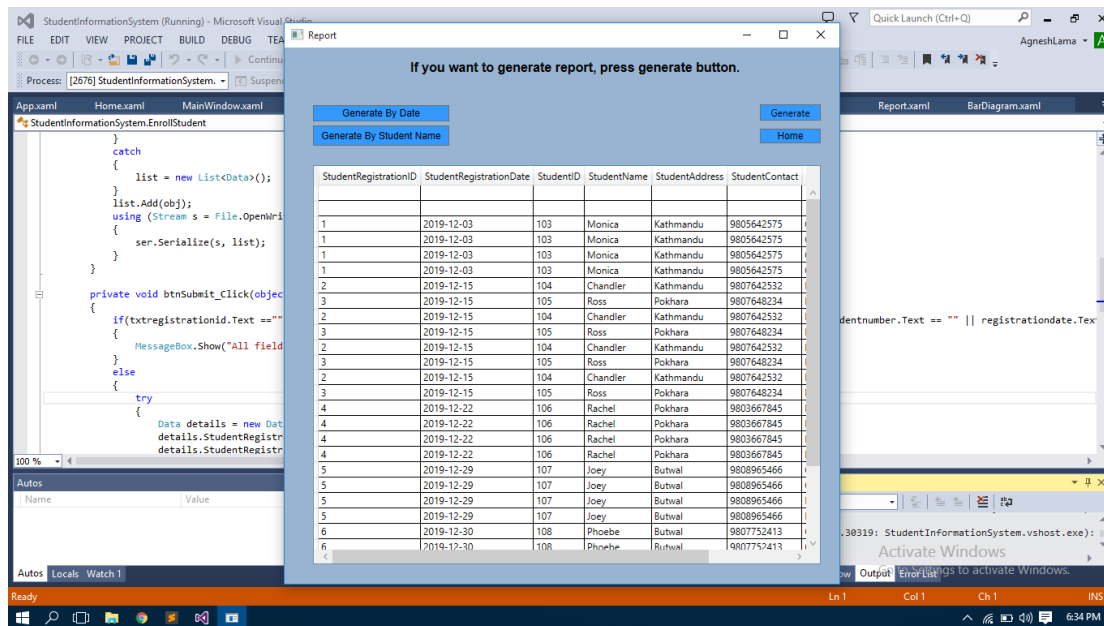 StudentInformationSystem (Running) - Microsoft Visual Studio
Quick Launch (Ctrl+Q)
FILE EDIT VIEW PROJECT BUILD DEBUG
AgneshLama
Continu
Process: [2676] StudentInformationSystem.
Suspen
App.xaml Home.xaml MainWindow.xaml
Report.xaml BarDiagram.xaml
StudentInformationSystem.EnrollStudent
}
catch
{
list = new List<Data>();
}
list.Add(obj);
using (Stream s = File.OpenWri
{
ser.Serialize(s, list);
}
}
private void btnSubmit_Click(objec
{
if(txtregistrationid.Text ==""
dentnumber.Text == "" || registrationdate.Tex
{
MessageBox.Show("All field
}
else
{
try
{
Data details = new Dat
details.StudentRegistr
details.StudentRegistr
100 %
Autos
Name Value
Autos Locals Watch 1
Report
If you want to generate report, press generate button.
Generate By Date
Generate
Generate By Student Name
Home
StudentRegistrationID StudentRegistrationDate StudentID StudentName StudentAddress StudentContact
1 2019-12-03 103 Monica Kathmandu 9805642575
1 2019-12-03 103 Monica Kathmandu 9805642575
1 2019-12-03 103 Monica Kathmandu 9805642575
1 2019-12-03 103 Monica Kathmandu 9805642575
2 2019-12-15 104 Chandler Kathmandu 9807642532
3 2019-12-15 105 Ross Pokhara 9807648234
2 2019-12-15 104 Chandler Kathmandu 9807642532
3 2019-12-15 105 Ross Pokhara 9807648234
2 2019-12-15 104 Chandler Kathmandu 9807642532
3 2019-12-15 105 Ross Pokhara 9807648234
2 2019-12-15 104 Chandler Kathmandu 9807642532
3 2019-12-15 105 Ross Pokhara 9807648234
4 2019-12-22 106 Rachel Pokhara 9803667845
4 2019-12-22 106 Rachel Pokhara 9803667845
4 2019-12-22 106 Rachel Pokhara 9803667845
4 2019-12-22 106 Rachel Pokhara 9803667845
5 2019-12-29 107 Joey Butwal 9808965466
5 2019-12-29 107 Joey Butwal 9808965466
5 2019-12-29 107 Joey Butwal 9808965466
5 2019-12-29 107 Joey Butwal 9808965466
6 2019-12-30 108 Phoebe Butwal 9807752413
6 2019-12-30 108 Phoebe Butwal 9807752413
.30319: StudentInformationSystem.vshost.exe):
Activate Windows
Go to Settings to activate Windows.
Output Error List
Ready
Ln 1 Col 1 Ch 1 INS
6:34 PM